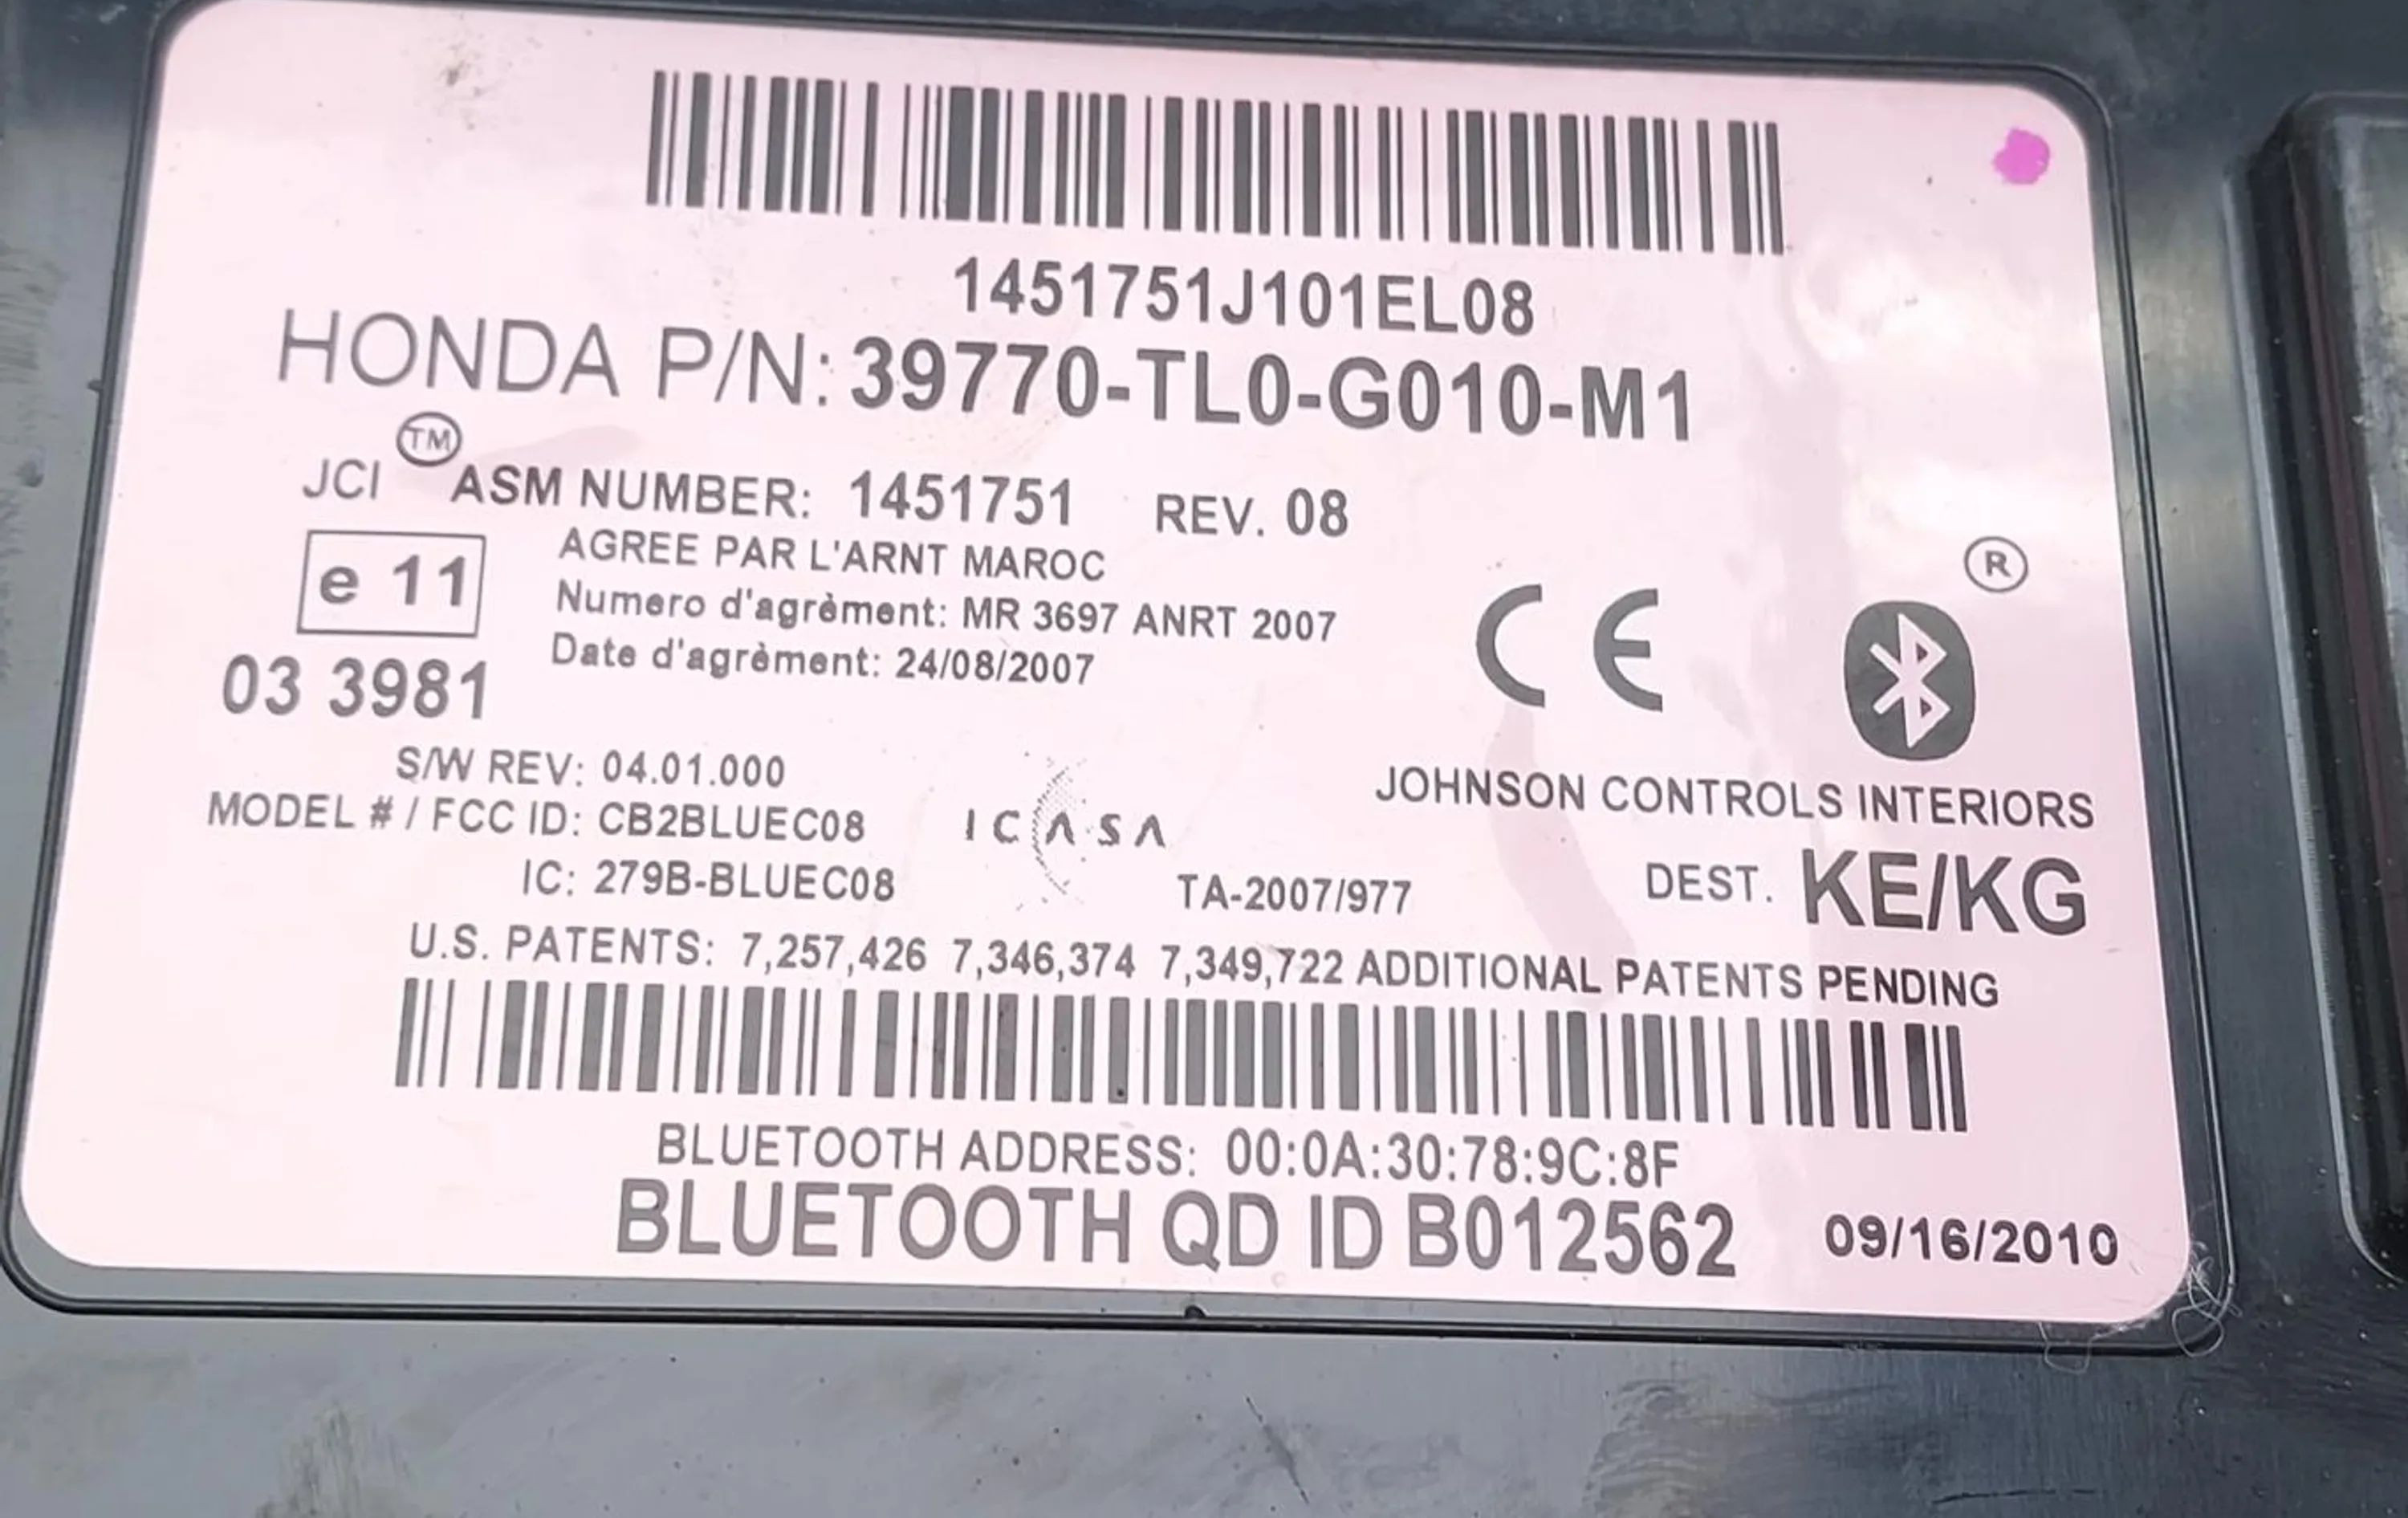 1451751J101EL08
HONDA P/N: 39770-TL0-G010-M1
JCI TM ASM NUMBER: 1451751 REV. 08
e 11
AGREE PAR L'ARNT MAROC
Numero d'agrèment: MR 3697 ANRT 2007
Date d'agrèment: 24/08/2007
03 3981
CE
R
S/W REV: 04.01.000
MODEL # / FCC ID: CB2BLUEC08
ICASA
JOHNSON CONTROLS INTERIORS
IC: 279B-BLUEC08
TA-2007/977
DEST. KE/KG
U.S. PATENTS: 7,257,426 7,346,374 7,349,722 ADDITIONAL PATENTS PENDING
BLUETOOTH ADDRESS: 00:0A:30:78:9C:8F
BLUETOOTH QD ID B012562
09/16/2010